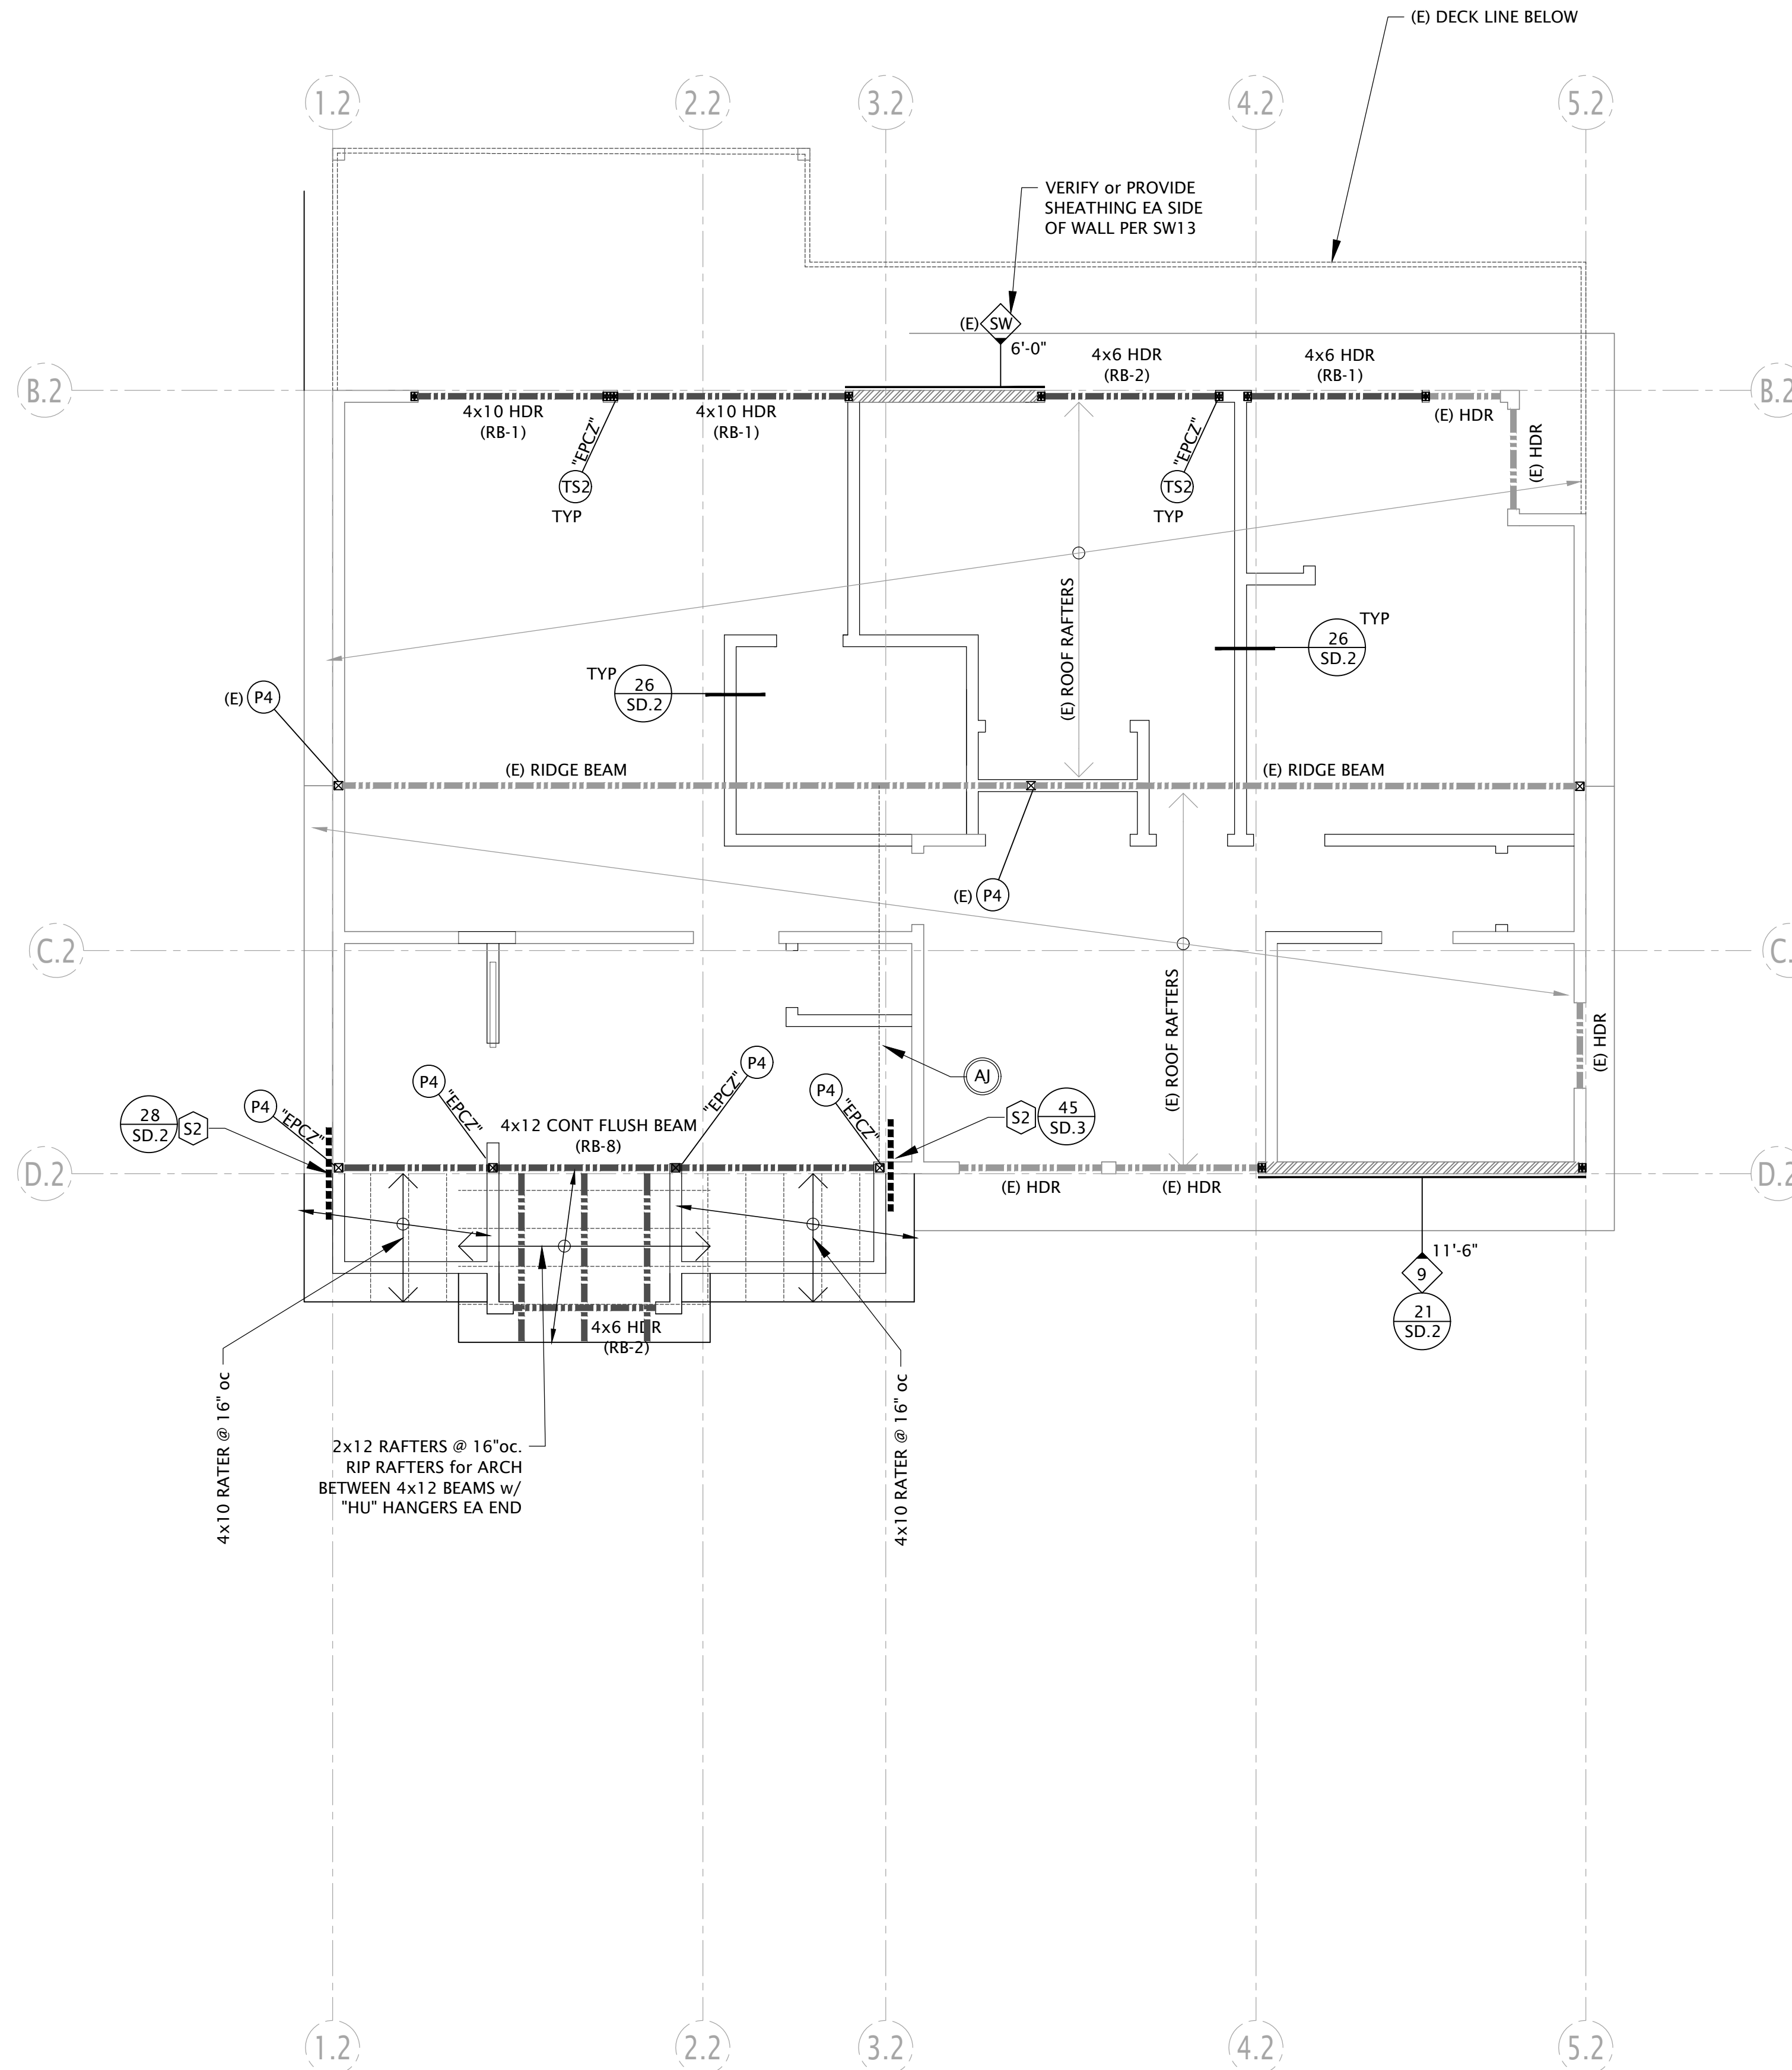 (E) DECK LINE BELOW
1.2
2.2
3.2
4.2
5.2
VERIFY or PROVIDE
SHEATHING EA SIDE
OF WALL PER SW13
(E)
SW
6'-0"
4x6 HDR
(RB-2)
4x6 HDR
(RB-1)
B.2
B.2
4x10 HDR
(RB-1)
4x10 HDR
(RB-1)
(E) HDR
(E) HDR
"EPCZ"
TS2
TYP
"EPCZ"
TS2
TYP
(E) ROOF RAFTERS
TYP
26
SD.2
TYP
26
SD.2
(E) P4
(E) RIDGE BEAM
(E) RIDGE BEAM
(E) P4
C.2
C.
(E) ROOF RAFTERS
(E) HDR
AJ
28
SD.2
S2
P4
"EPCZ"
P4
"EPCZ"
P4
"EPCZ"
P4
"EPCZ"
S2
45
SD.3
4x12 CONT FLUSH BEAM
(RB-8)
D.2
D.2
(E) HDR
(E) HDR
11'-6"
9
21
SD.2
4x6 HDR
(RB-2)
4x10 RATER @ 16" oc
4x10 RATER @ 16" oc
2x12 RAFTERS @ 16"oc.
RIP RAFTERS for ARCH
BETWEEN 4x12 BEAMS w/
"HU" HANGERS EA END
1.2
2.2
3.2
4.2
5.2